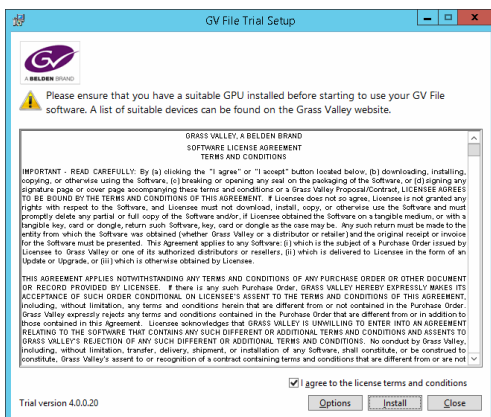 GV File Trial Setup
GV
A BELDEN BRAND
Please ensure that you have a suitable GPU installed before starting to use your GV File
software. A list of suitable devices can be found on the Grass Valley website.
GRASS VALLEY, A BELDEN BRAND
SOFTWARE LICENSE AGREEMENT
TERMS AND CONDITIONS
IMPORTANT - READ CAREFULLY: By (a) clicking the "I agree" or "I accept" button located below, (b) downloading, installing,
copying, or otherwise using the Software, (c) breaking or opening any seal on the packaging of the Software, or (d) signing any
signature page or cover page accompanying these terms and conditions or a Grass Valley Proposal/Contract, LICENSEE AGREES
TO BE BOUND BY THE TERMS AND CONDITIONS OF THIS AGREEMENT. If Licensee does not so agree, Licensee is not granted any
rights with respect to the Software, and Licensee must not download, install, copy, or otherwise use the Software and must
promptly delete any partial or full copy of the Software and/or, if Licensee obtained the Software on a tangible medium, or with a
tangible key, card or dongle, return such Software, key, card or dongle as the case may be. Any such return must be made to the
entity from which the Software was obtained (whether Grass Valley or a distributor or retailer) and the original receipt or invoice
for the Software must be presented. This Agreement applies to any Software: (i) which is the subject of a Purchase Order issued by
Licensee to Grass Valley or one of its authorized distributors or resellers, (ii) which is delivered to Licensee in the form of an
Update or Upgrade, or (iii) which is otherwise obtained by Licensee.
THIS AGREEMENT APPLIES NOTWITHSTANDING ANY TERMS AND CONDITIONS OF ANY PURCHASE ORDER OR OTHER DOCUMENT
OR RECORD PROVIDED BY LICENSEE. If there is any such Purchase Order, GRASS VALLEY HEREBY EXPRESSLY MAKES ITS
ACCEPTANCE OF SUCH ORDER CONDITIONAL ON LICENSEE'S ASSENT TO THE TERMS AND CONDITIONS OF THIS AGREEMENT,
including, without limitation, any terms and conditions herein that are different from or not contained in the Purchase Order.
Grass Valley expressly rejects any terms and conditions contained in the Purchase Order that are different from or in addition to
those contained in this Agreement. Licensee acknowledges that GRASS VALLEY IS UNWILLING TO ENTER INTO AN AGREEMENT
RELATING TO THE SOFTWARE THAT CONTAINS ANY SUCH DIFFERENT OR ADDITIONAL TERMS AND CONDITIONS AND ASSENTS TO
GRASS VALLEY'S REJECTION OF ANY SUCH DIFFERENT OR ADDITIONAL TERMS AND CONDITIONS. No conduct by Grass Valley,
including, without limitation, transfer, delivery, shipment, or installation of any Software, shall constitute, or be construed to
constitute, Grass Valley's assent to or recognition of a contract containing terms and conditions that are different from or are not
I agree to the license terms and conditions
Trial version 4.0.0.20
Options
Install
Close